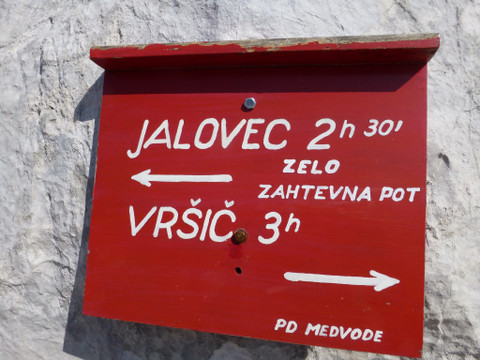 JALOVEC 2h 30'
ZELO
ZAHTEVNA POT
VRŠIČ 3h
PD MEDVODE